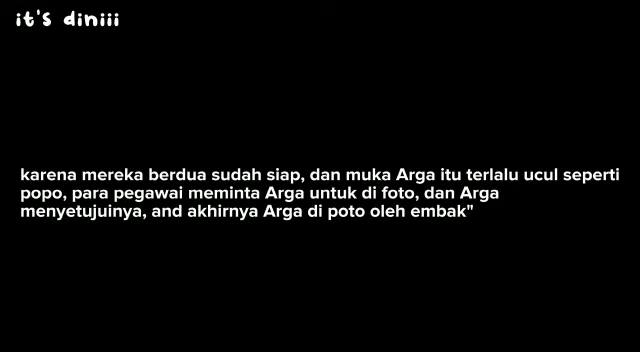 it's diniii
karena mereka berdua sudah siap, dan muka Arga itu terlalu ucul seperti
popo, para pegawai meminta Arga untuk di foto, dan Arga
menyetujuinya, and akhirnya Arga di poto oleh embak"